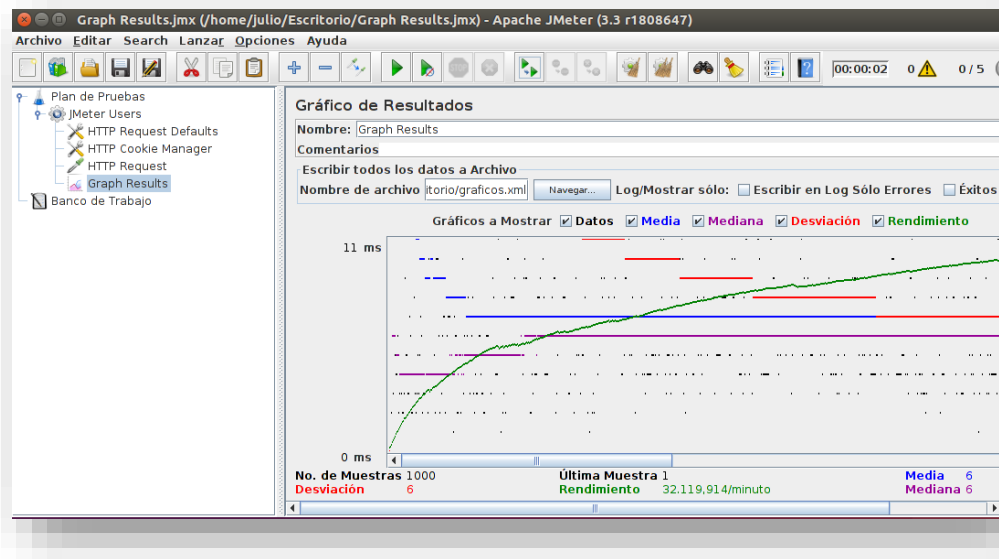 Graph Results.jmx (/home/julio/Escritorio/Graph Results.jmx) - Apache JMeter (3.3 r1808647)
Archivo Editar Search Lanzar Opciones Ayuda
00:00:02 0 0 / 5
Plan de Pruebas
JMeter Users
HTTP Request Defaults
HTTP Cookie Manager
HTTP Request
Graph Results
Banco de Trabajo
Gráfico de Resultados
Nombre: Graph Results
Comentarios
Escribir todos los datos a Archivo
Nombre de archivo itorio/graficos.xml Navegar... Log/Mostrar sólo: Escribir en Log Sólo Errores Éxitos
Gráficos a Mostrar Datos Media Mediana Desviación Rendimiento
11 ms
0 ms
No. de Muestras 1000 Última Muestra 1 Media 6
Desviación 6 Rendimiento 32.119,914/minuto Mediana 6